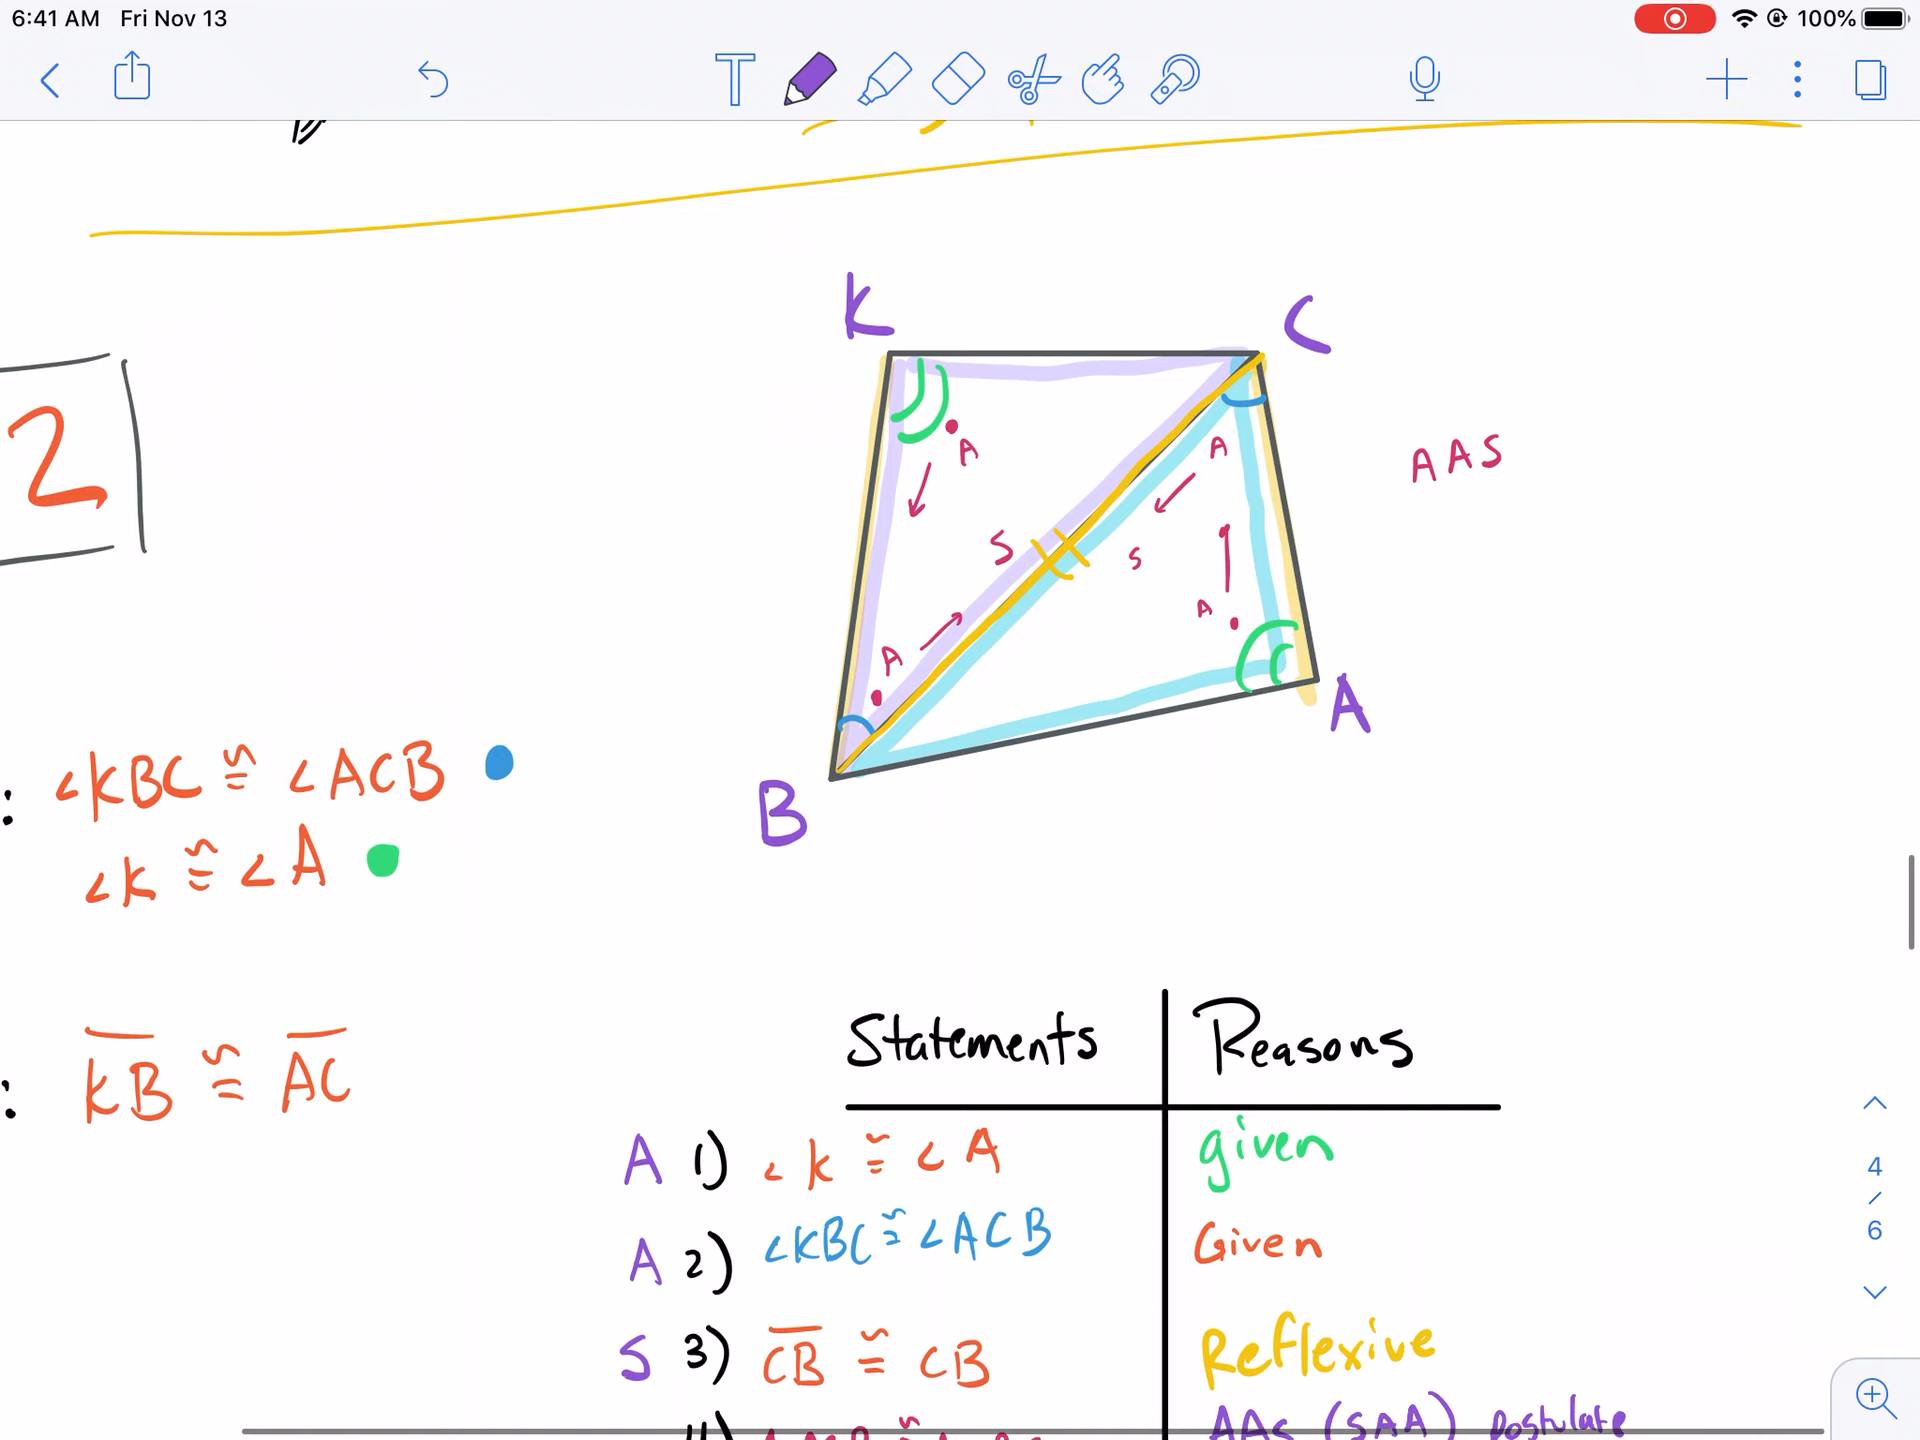 6:41 AM Fri Nov 13
100%
T
K
C
2
A
A
AAS
S
S
A
A
A
B
: ∠KBC ≅ ∠ACB
∠K ≅ ∠A
Statements Reasons
: KB ≅ AC
A 1) ∠K ≅ ∠A given
4
/
6
A 2) ∠KBC ≅ ∠ACB Given
S 3) CB ≅ CB Reflexive
4) AAS (SAA) postulate